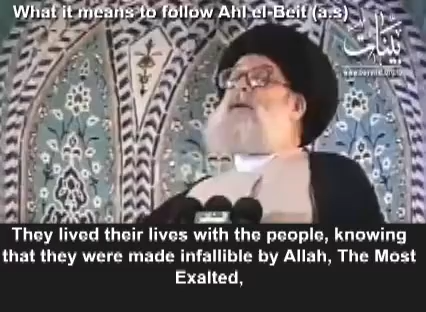 What it means to follow Ahl el-Beit (a.s)
بينات
They lived their lives with the people, knowing
that they were made infallible by Allah, The Most
Exalted,